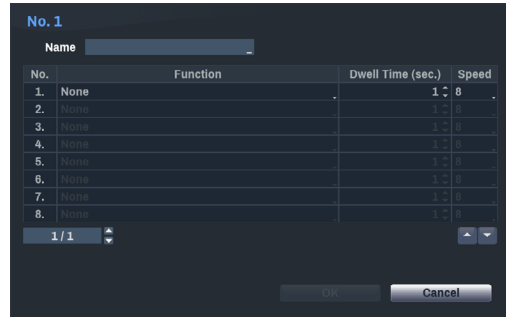 No. 1
Name
No. Function Dwell Time (sec.) Speed
1. None 1 8
2. None 1 8
3. None 1 8
4. None 1 8
5. None 1 8
6. None 1 8
7. None 1 8
8. None 1 8
1 / 1
OK Cancel